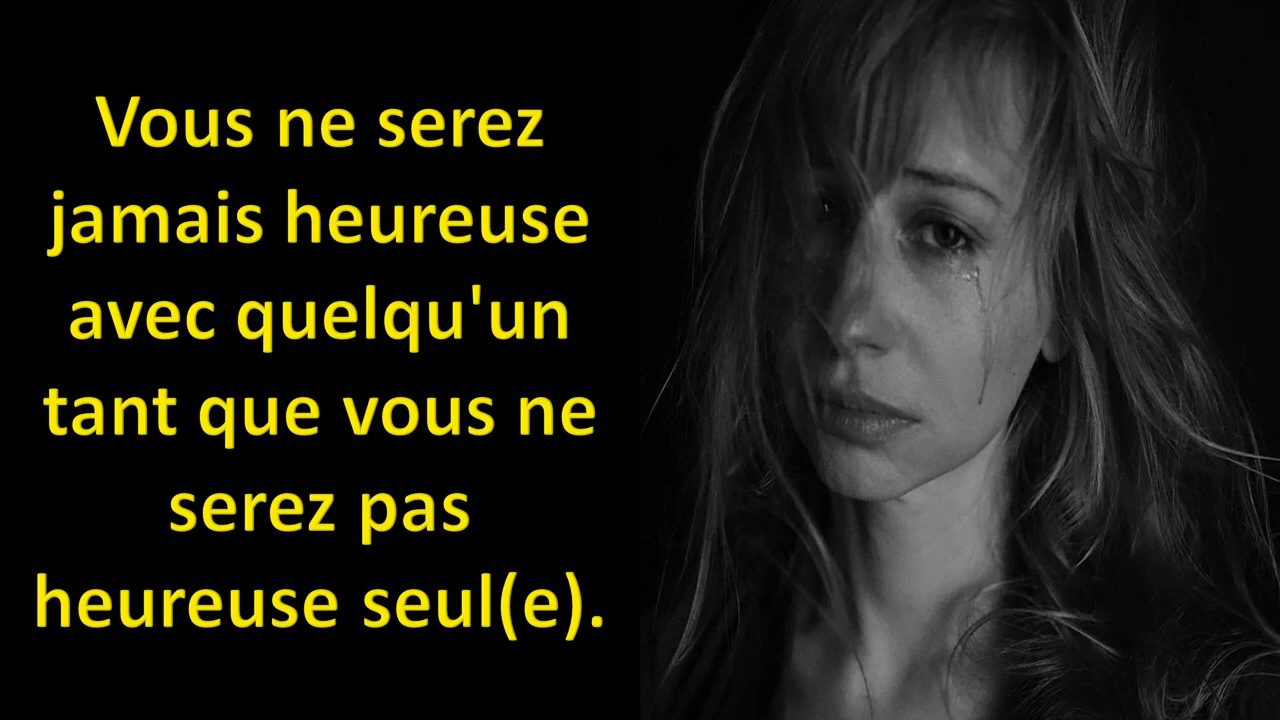 Vous ne serez
jamais heureuse
avec quelqu'un
tant que vous ne
serez pas
heureuse seul(e).